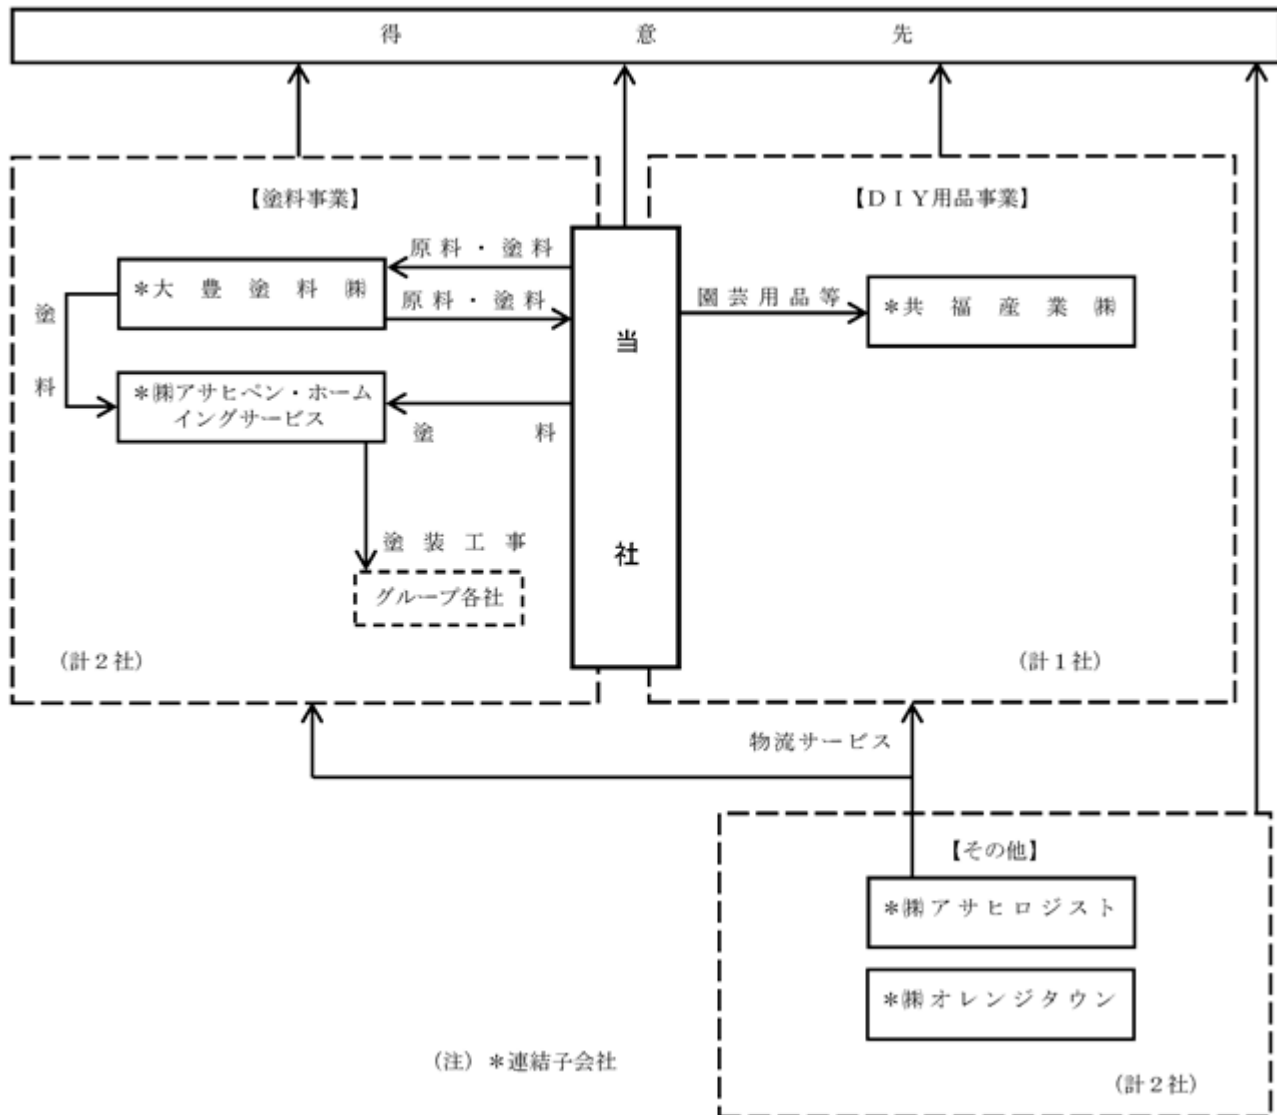 得意先
【塗料事業】
【ＤＩＹ用品事業】
原料・塗料
＊大豊塗料㈱
原料・塗料
園芸用品等
＊共福産業㈱
塗料
当社
＊㈱アサヒペン・ホーム
イングサービス
塗料
塗装工事
グループ各社
（計２社）
（計１社）
物流サービス
【その他】
＊㈱アサヒロジスト
＊㈱オレンジタウン
（注）＊連結子会社
（計２社）